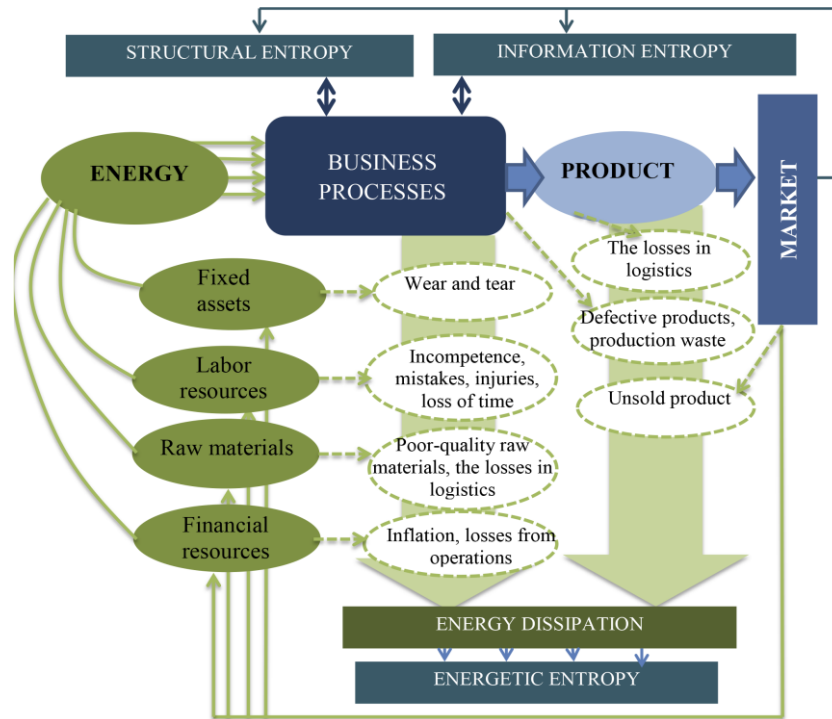 STRUCTURAL ENTROPY
INFORMATION ENTROPY
ENERGY
BUSINESS
PROCESSES
PRODUCT
MARKET
Fixed
assets
Wear and tear
The losses in
logistics
Defective products,
production waste
Labor
resources
Incompetence,
mistakes, injuries,
loss of time
Unsold product
Raw materials
Poor-quality raw
materials, the losses in
logistics
Financial
resources
Inflation, losses from
operations
ENERGY DISSIPATION
ENERGETIC ENTROPY